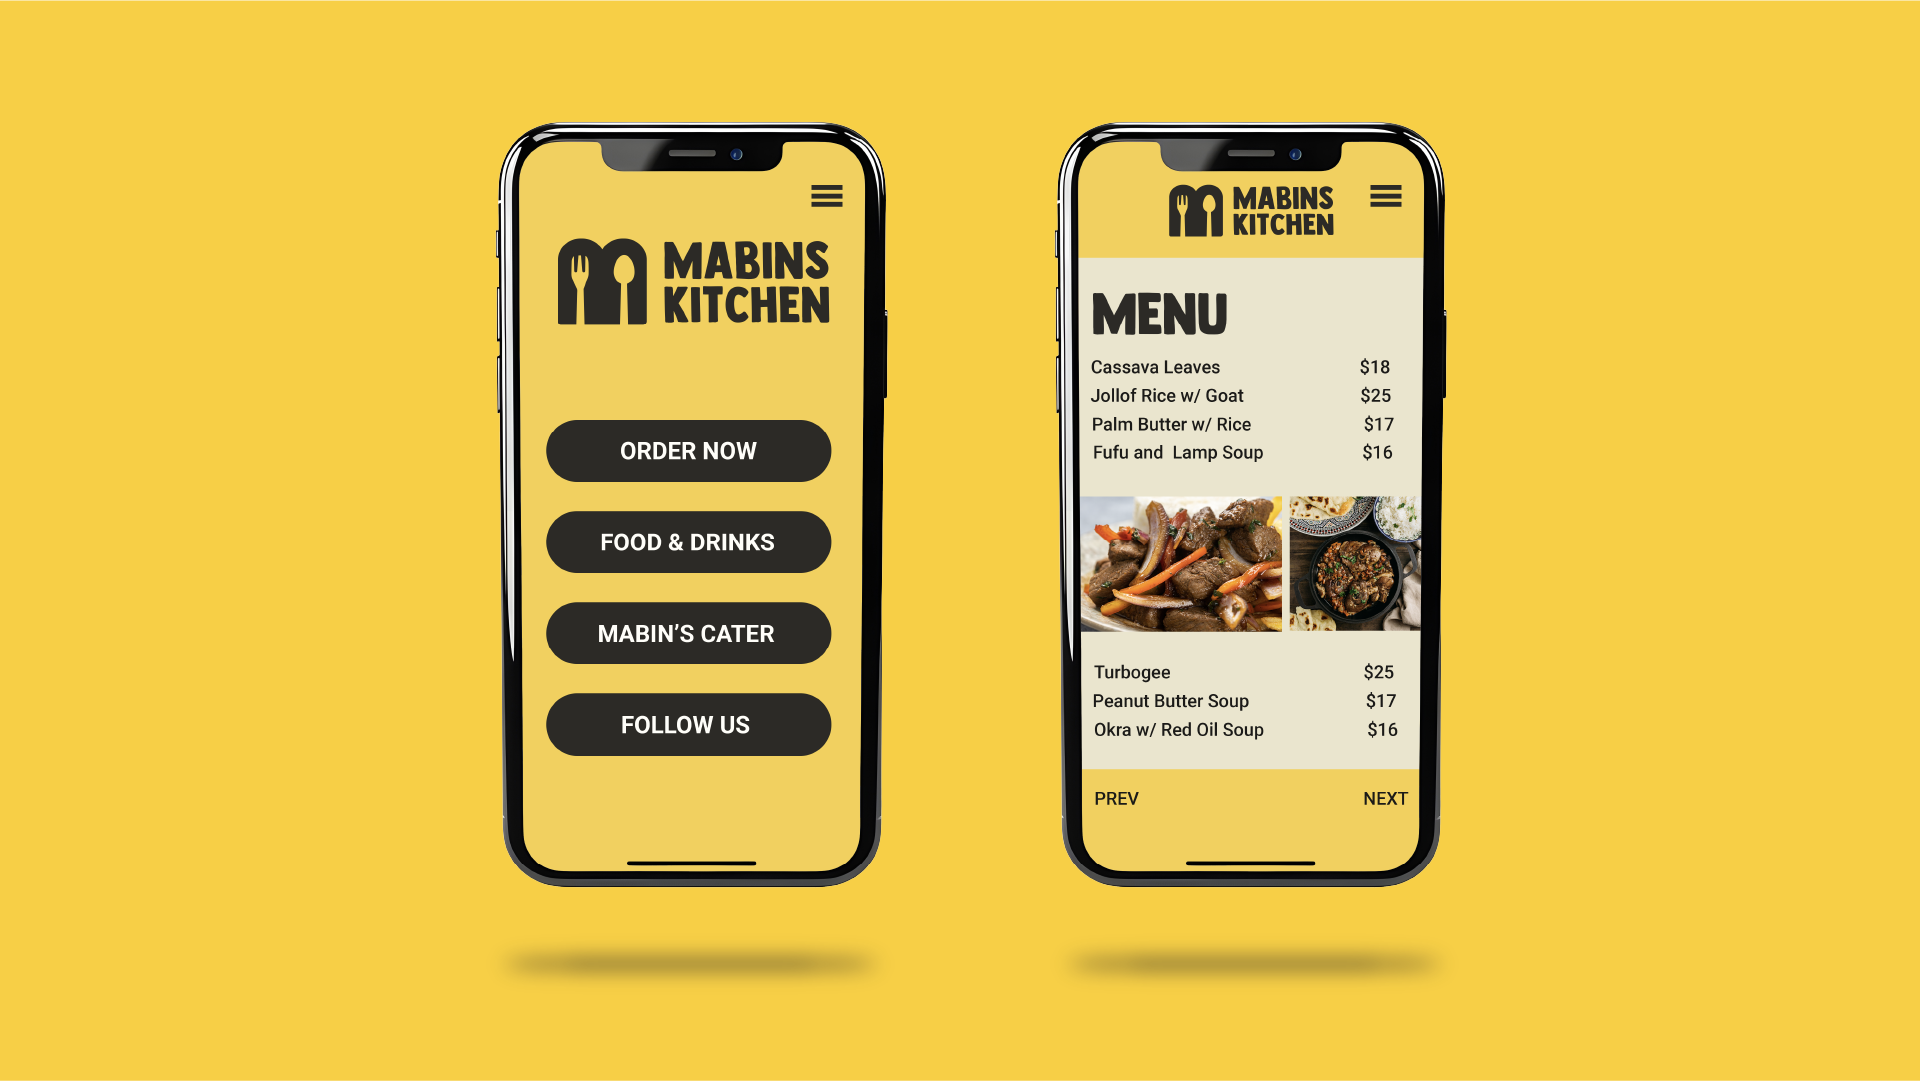 MABINS
KITCHEN
ORDER NOW
FOOD & DRINKS
MABIN'S CATER
FOLLOW US
MABINS
KITCHEN
MENU
Cassava Leaves $18
Jollof Rice w/ Goat $25
Palm Butter w/ Rice $17
Fufu and  Lamp Soup $16
Turbogee $25
Peanut Butter Soup $17
Okra w/ Red Oil Soup $16
PREV NEXT